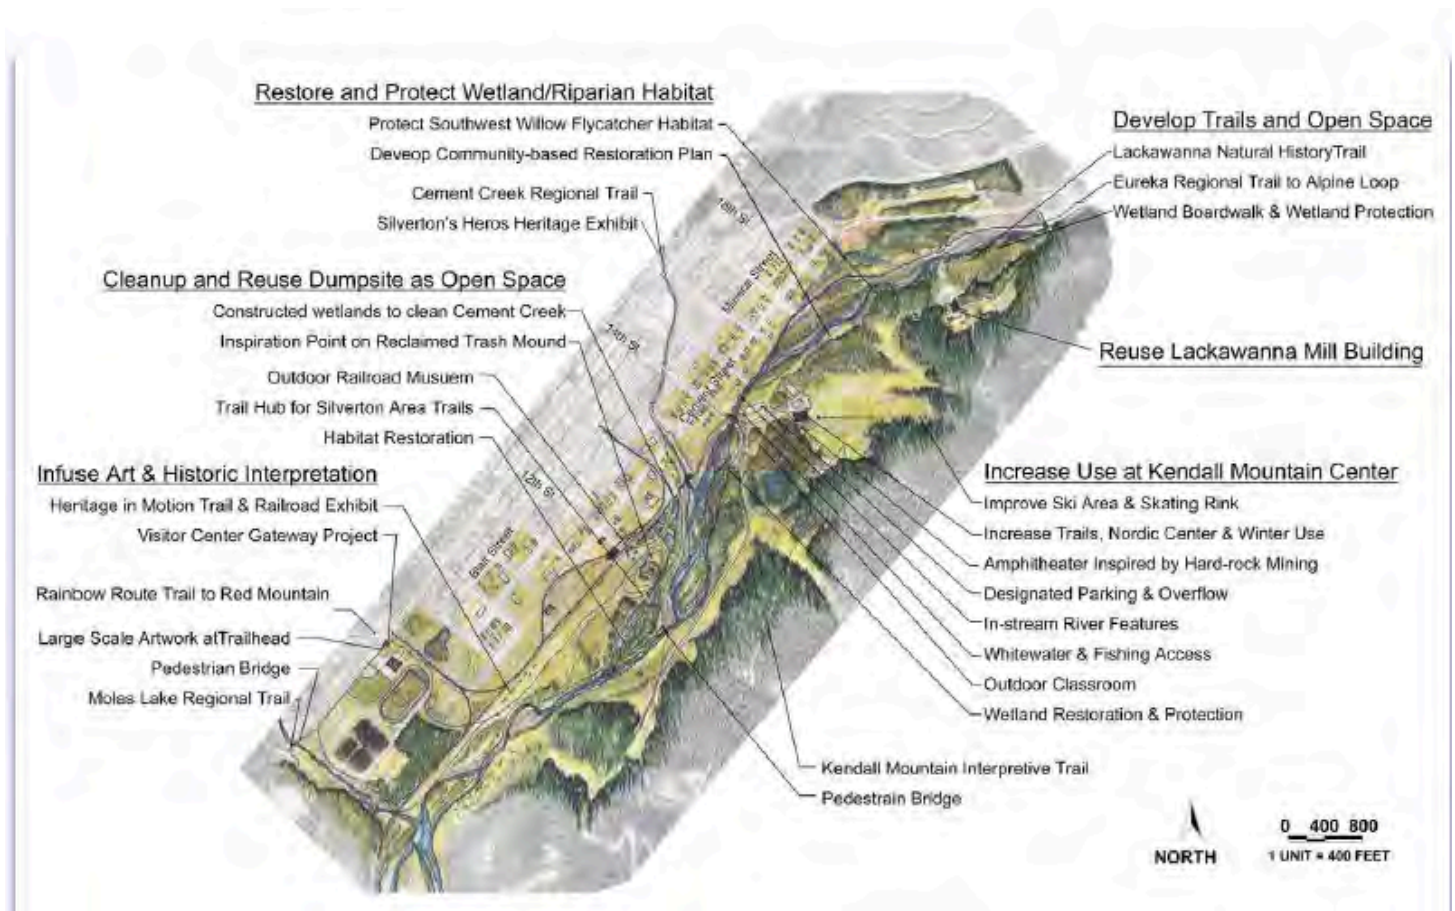 Restore and Protect Wetland/Riparian Habitat
Protect Southwest Willow Flycatcher Habitat
Deveop Community-based Restoration Plan
Cement Creek Regional Trail
Silverton's Heros Heritage Exhibit
Cleanup and Reuse Dumpsite as Open Space
Constructed wetlands to clean Cement Creek
Inspiration Point on Reclaimed Trash Mound
Outdoor Railroad Musuem
Trail Hub for Silverton Area Trails
Habitat Restoration
Infuse Art & Historic Interpretation
Heritage in Motion Trail & Railroad Exhibit
Visitor Center Gateway Project
Rainbow Route Trail to Red Mountain
Large Scale Artwork atTrailhead
Pedestrian Bridge
Molas Lake Regional Trail
16th St
14th St
12th St
Mineral Street
Cement Street
Blair Street
Develop Trails and Open Space
Lackawanna Natural HistoryTrail
Eureka Regional Trail to Alpine Loop
Wetland Boardwalk & Wetland Protection
Reuse Lackawanna Mill Building
Increase Use at Kendall Mountain Center
Improve Ski Area & Skating Rink
Increase Trails, Nordic Center & Winter Use
Amphitheater Inspired by Hard-rock Mining
Designated Parking & Overflow
In-stream River Features
Whitewater & Fishing Access
Outdoor Classroom
Wetland Restoration & Protection
Kendall Mountain Interpretive Trail
Pedestrain Bridge
NORTH
0 400 800
1 UNIT = 400 FEET